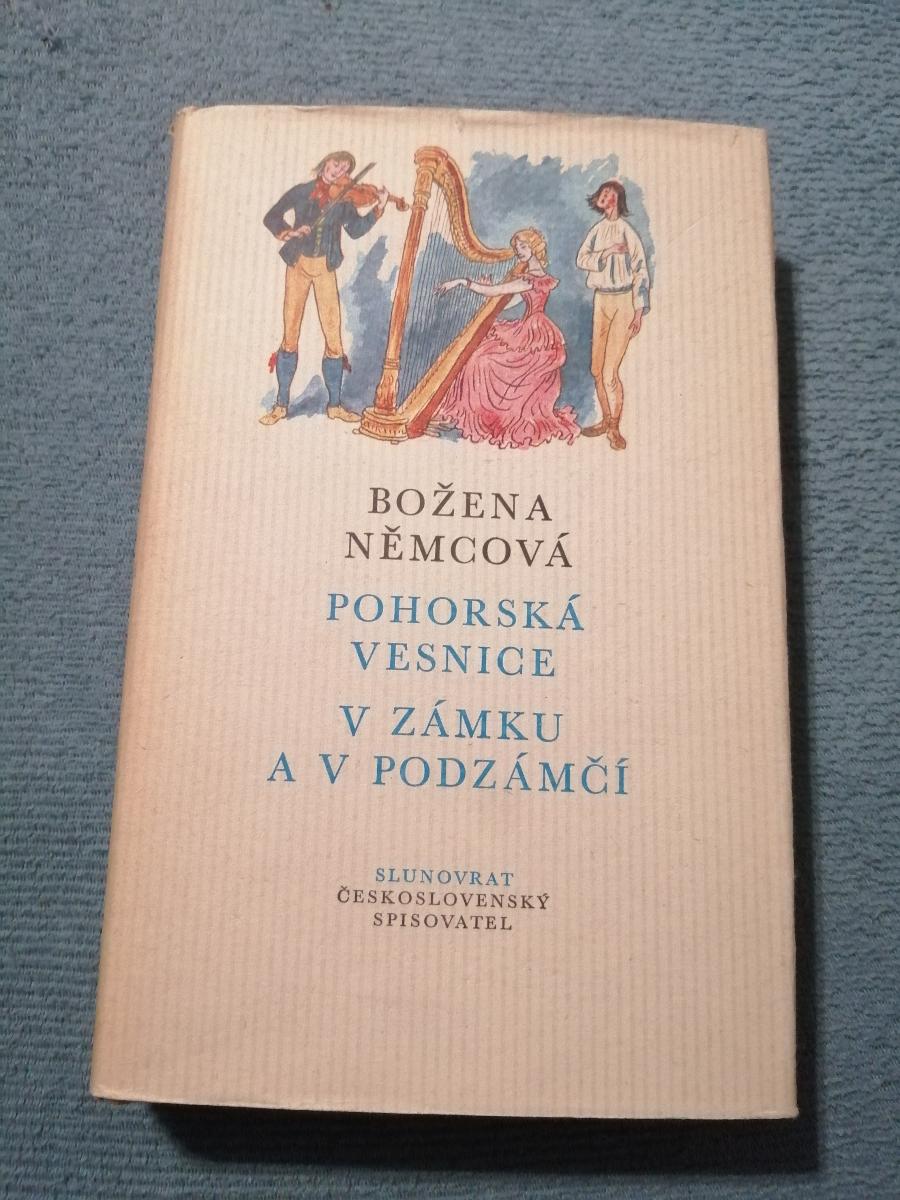 BOŽENA
NĚMCOVÁ
POHORSKÁ
VESNICE
V ZÁMKU
A V PODZÁMČÍ
SLUNOVRAT
ČESKOSLOVENSKÝ
SPISOVATEL